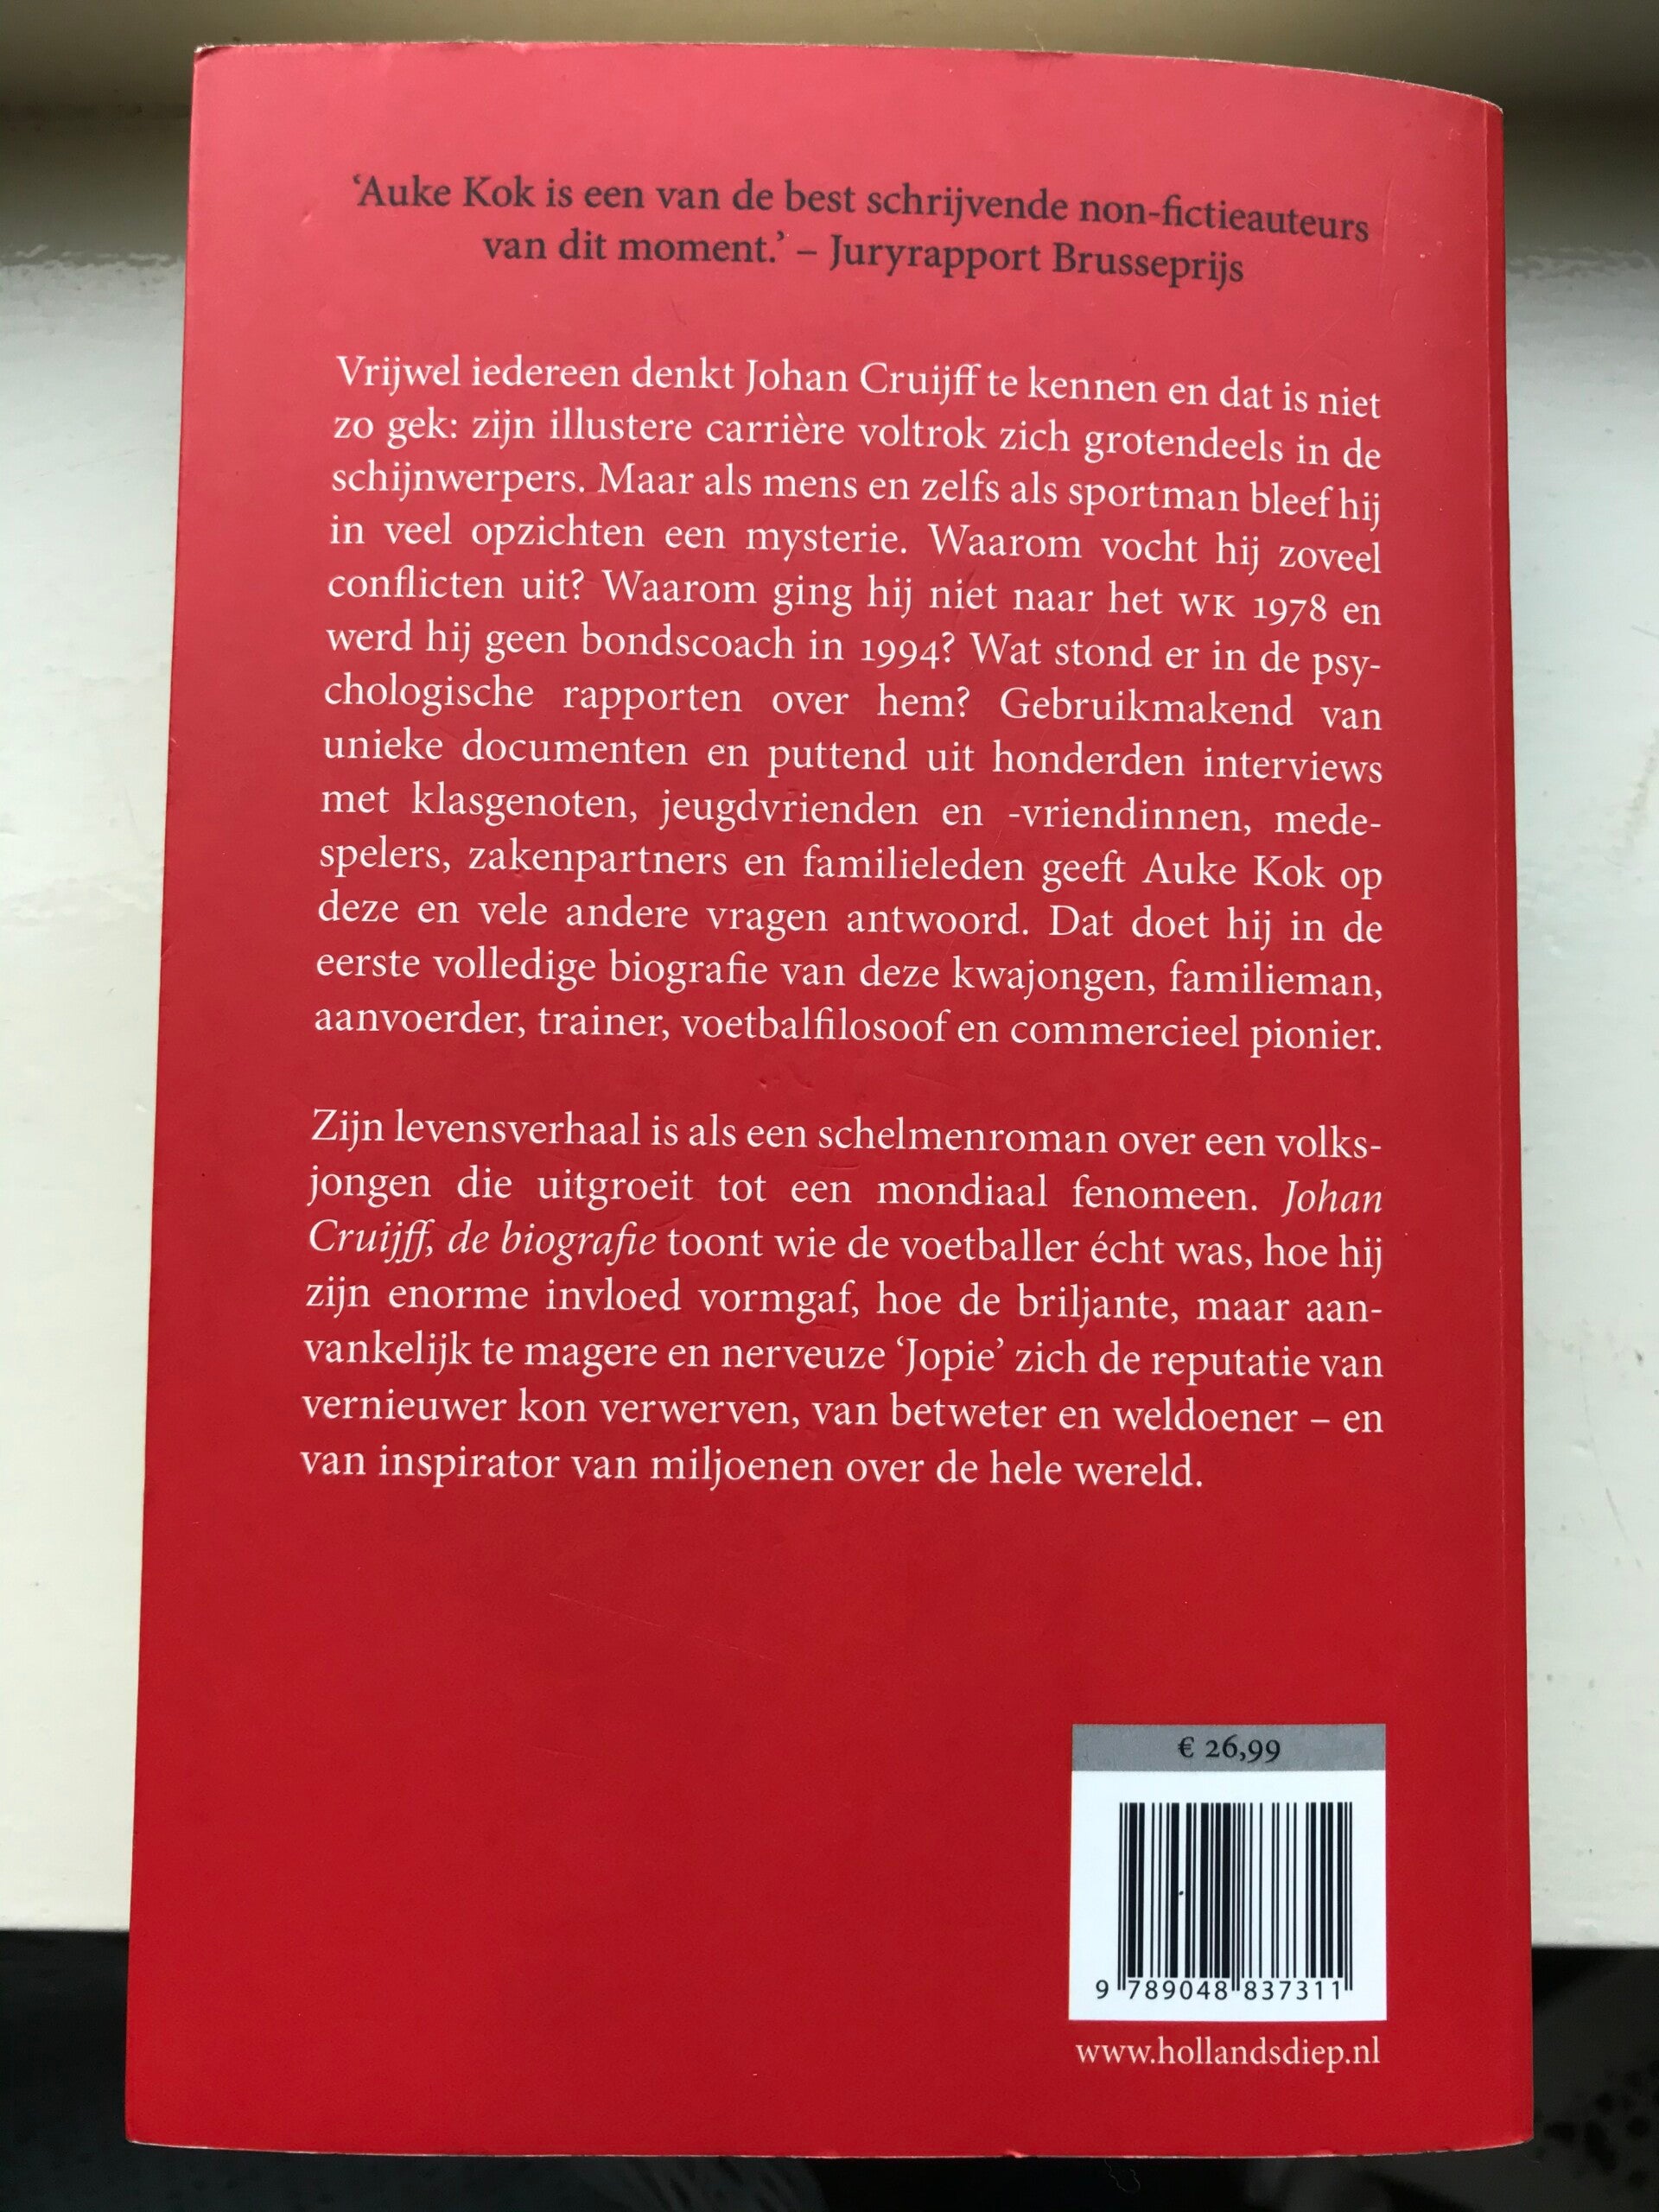 ‘Auke Kok is een van de best schrijvende non-fictieauteurs
van dit moment.’ – Juryrapport Brusseprijs
Vrijwel iedereen denkt Johan Cruijff te kennen en dat is niet
zo gek: zijn illustere carrière voltrok zich grotendeels in de
schijnwerpers. Maar als mens en zelfs als sportman bleef hij
in veel opzichten een mysterie. Waarom vocht hij zoveel
conflicten uit? Waarom ging hij niet naar het WK 1978 en
werd hij geen bondscoach in 1994? Wat stond er in de psy-
chologische rapporten over hem? Gebruikmakend van
unieke documenten en puttend uit honderden interviews
met klasgenoten, jeugdvrienden en -vriendinnen, mede-
spelers, zakenpartners en familieleden geeft Auke Kok op
deze en vele andere vragen antwoord. Dat doet hij in de
eerste volledige biografie van deze kwajongen, familieman,
aanvoerder, trainer, voetbalfilosoof en commercieel pionier.
Zijn levensverhaal is als een schelmenroman over een volks-
jongen die uitgroeit tot een mondiaal fenomeen. Johan
Cruijff, de biografie toont wie de voetballer écht was, hoe hij
zijn enorme invloed vormgaf, hoe de briljante, maar aan-
vankelijk te magere en nerveuze ‘Jopie’ zich de reputatie van
vernieuwer kon verwerven, van betweter en weldoener – en
van inspirator van miljoenen over de hele wereld.
€ 26,99
9 789048 837311
www.hollandsdiep.nl